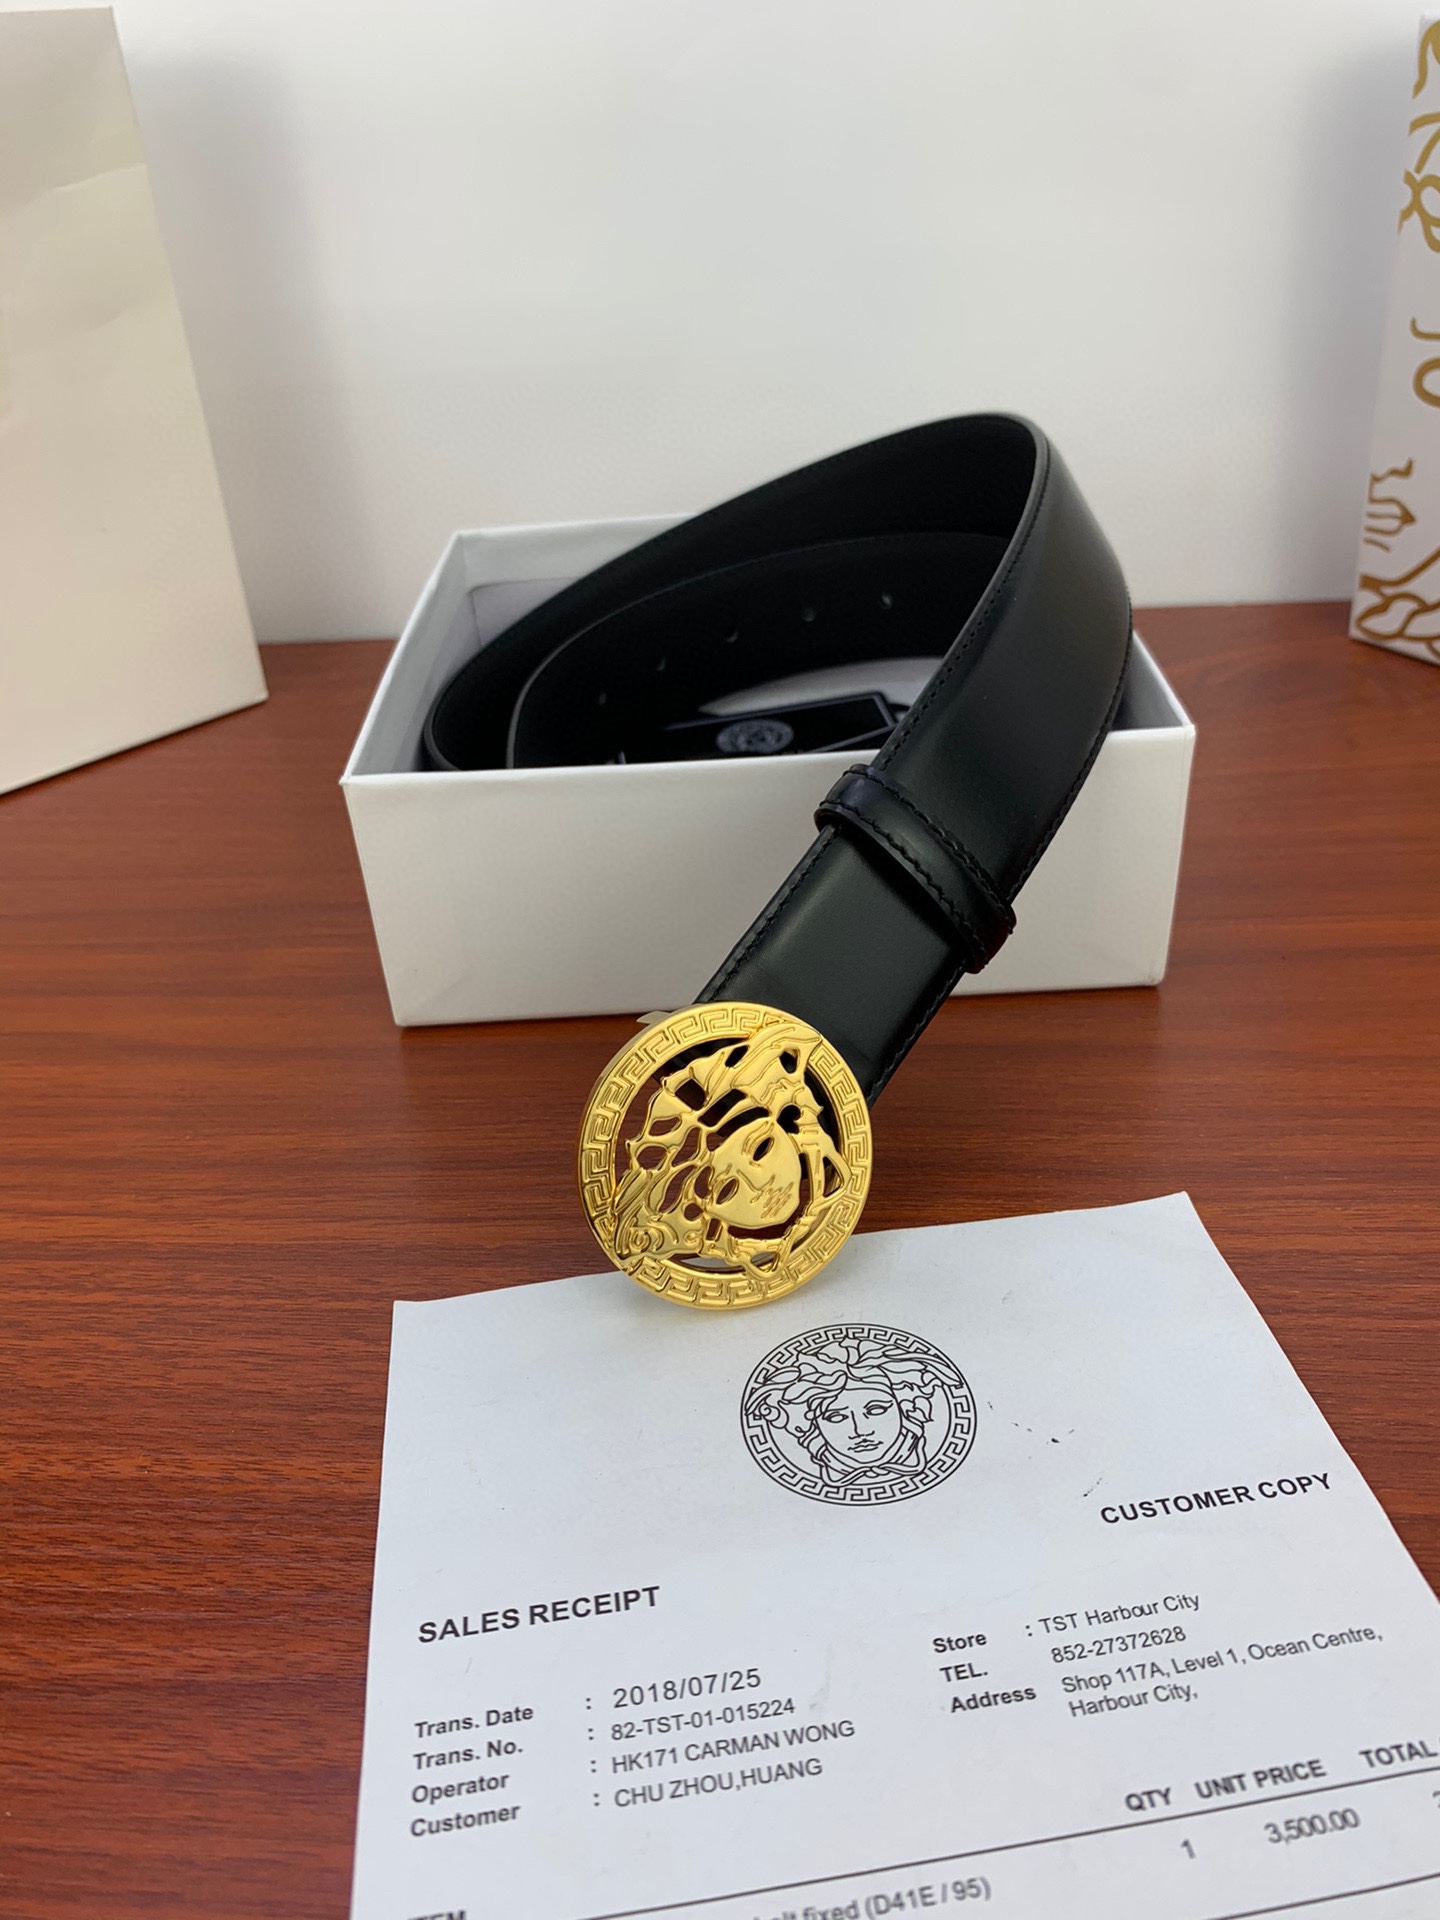 CUSTOMER COPY
SALES RECEIPT
Trans. Date : 2018/07/25
Trans. No. : 82-TST-01-015224
Operator : HK171 CARMAN WONG
Customer : CHU ZHOU,HUANG
Store : TST Harbour City
TEL. 852-27372628
Address Shop 117A, Level 1, Ocean Centre,
Harbour City,
QTY UNIT PRICE TOTAL
1 3,500.00
fixed (D41E / 95)